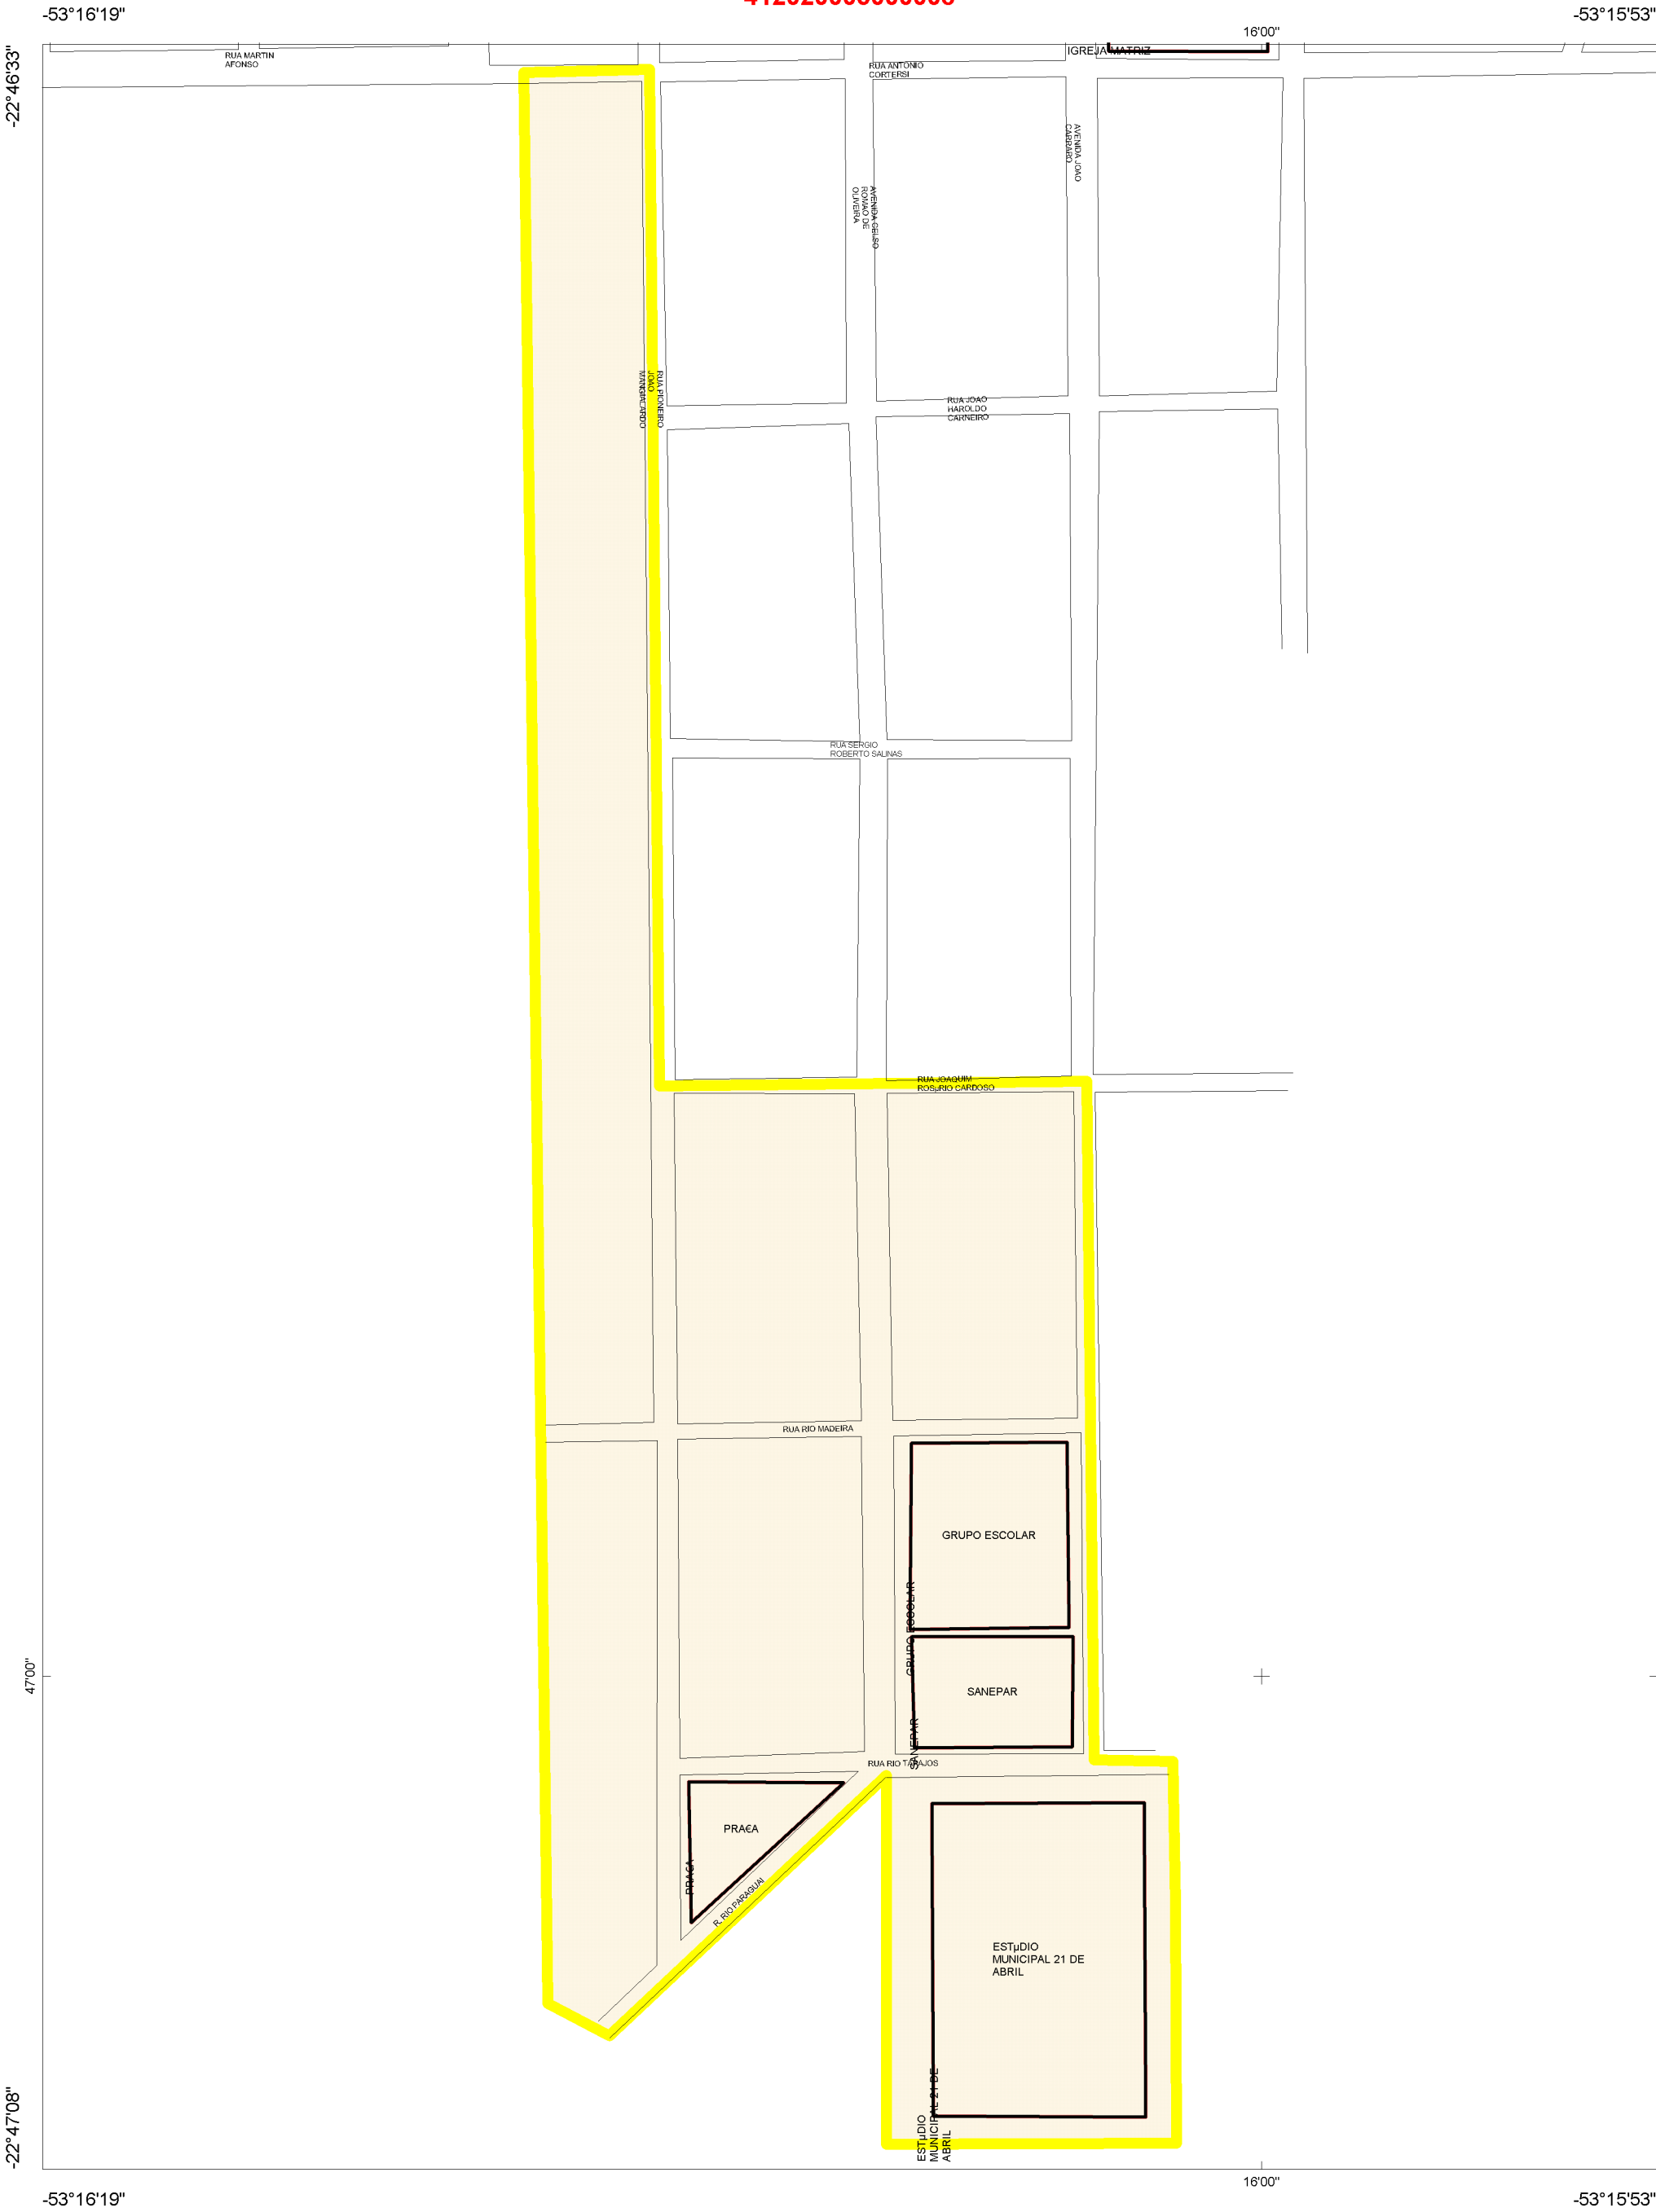 -53°16'19"
-53°15'53"
16'00"
-22°46'33"
IGREJA MATRIZ
RUA MARTIN
AFONSO
RUA ANTONIO
CORTERSI
AVENIDA JOAO
CARRARO
AVENIDA CELSO
ROMAO DE
OLIVEIRA
RUA PIONEIRO
JOAO
RUA JOAO
HAROLDO
CARNEIRO
RUA SERGIO
ROBERTO SALINAS
RUA JOAQUIM
ROSµRIO CARDOSO
RUA RIO MADEIRA
GRUPO ESCOLAR
GRUPO ESCOLAR
47'00"
SANEPAR
SANEPAR
RUA RIO TAPAJOS
PRA€A
PRA€A
R. RIO PARAGUAI
ESTµDIO
MUNICIPAL 21 DE
ABRIL
ESTµDIO
MUNICIPAL 21 DE
ABRIL
-22°47'08"
16'00"
-53°16'19"
-53°15'53"